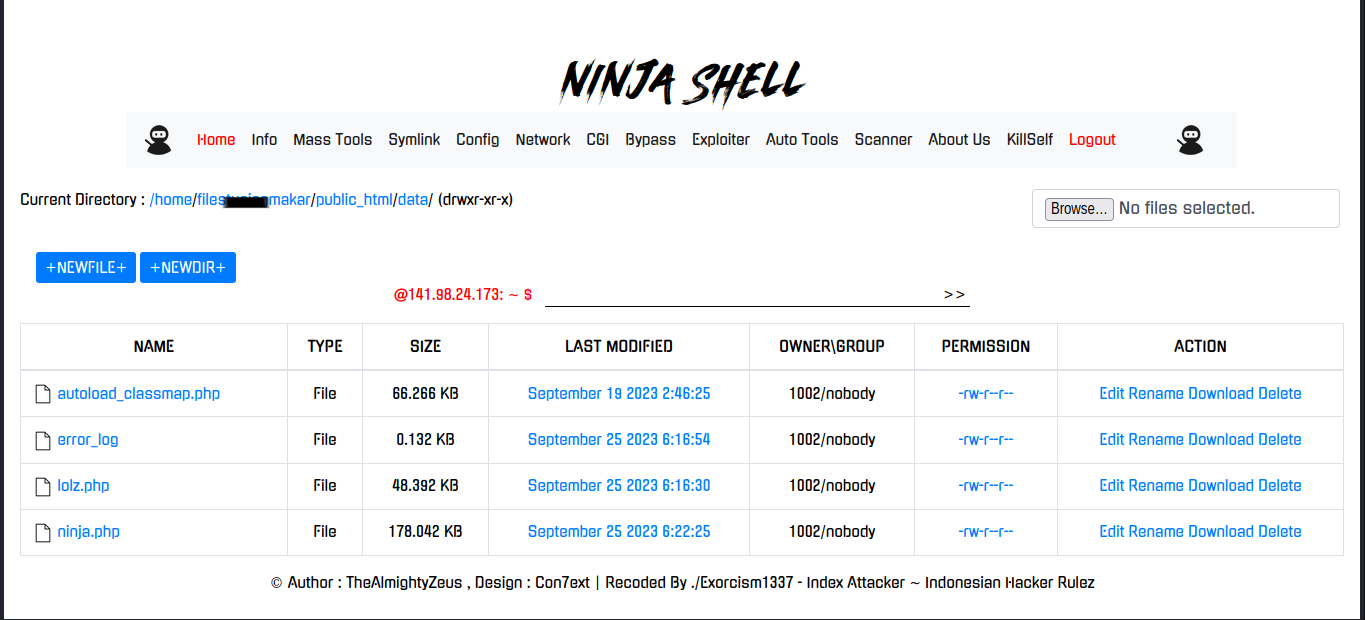 NINJA SHELL
Home Info Mass Tools Symlink Config Network CGI Bypass Exploiter Auto Tools Scanner About Us KillSelf Logout
Current Directory : /home/files makar/public_html/data/ (drwxr-xr-x)
Browse... No files selected.
+NEWFILE+ +NEWDIR+
@141.98.24.173: ~ $ >>
NAME TYPE SIZE LAST MODIFIED OWNER\GROUP PERMISSION ACTION
autoload_classmap.php File 66.266 KB September 19 2023 2:46:25 1002/nobody -rw-r--r-- Edit Rename Download Delete
error_log File 0.132 KB September 25 2023 6:16:54 1002/nobody -rw-r--r-- Edit Rename Download Delete
lolz.php File 48.392 KB September 25 2023 6:16:30 1002/nobody -rw-r--r-- Edit Rename Download Delete
ninja.php File 178.042 KB September 25 2023 6:22:25 1002/nobody -rw-r--r-- Edit Rename Download Delete
© Author : TheAlmightyZeus , Design : Con7ext | Recoded By ./Exorcism1337 - Index Attacker ~ Indonesian Hacker Rulez